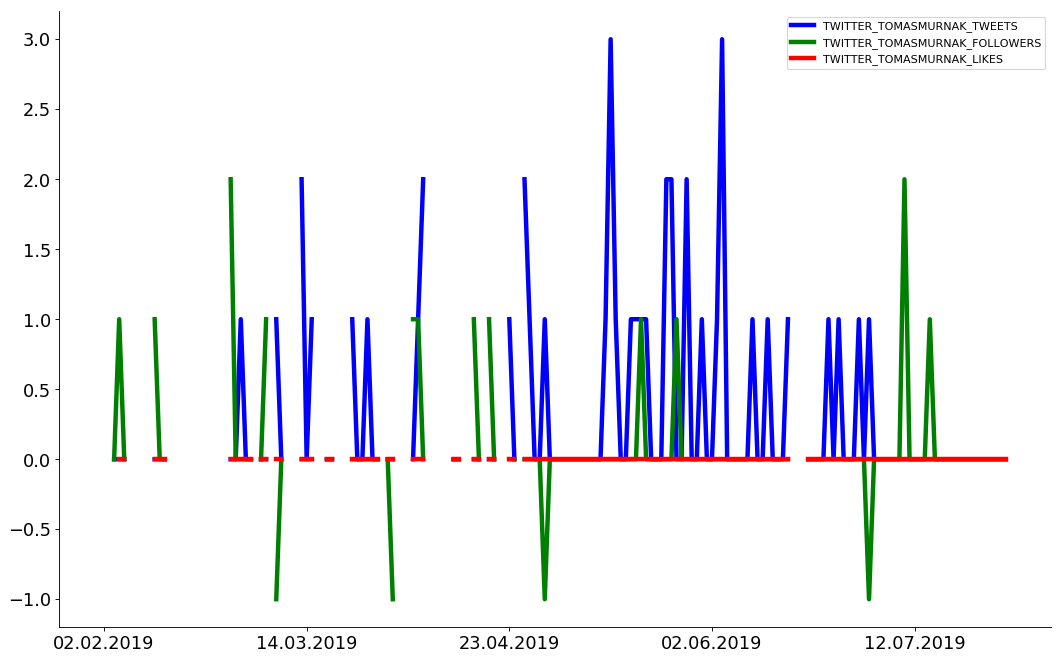 TWITTER_TOMASMURNAK_TWEETS
TWITTER_TOMASMURNAK_FOLLOWERS
TWITTER_TOMASMURNAK_LIKES
3.0
2.5
2.0
1.5
1.0
0.5
0.0
−0.5
−1.0
02.02.2019 14.03.2019 23.04.2019 02.06.2019 12.07.2019